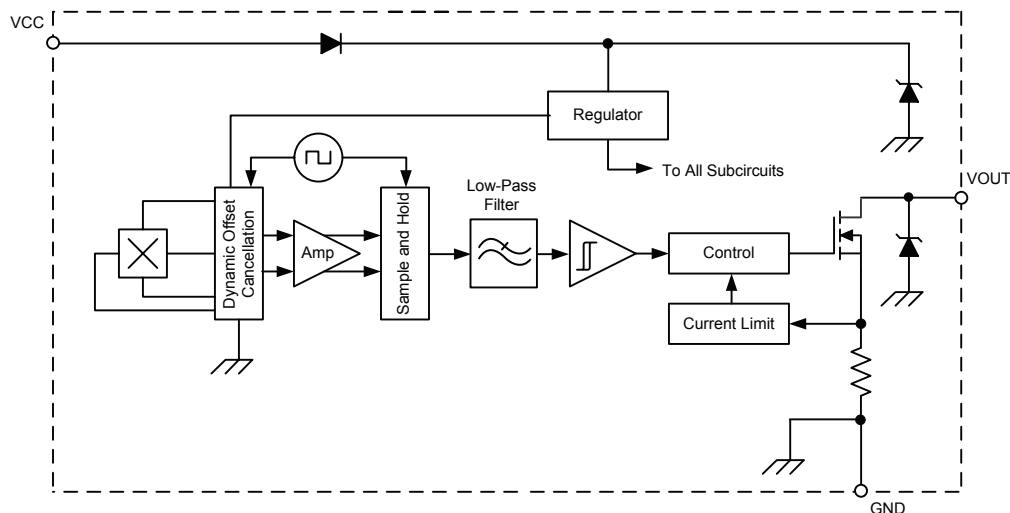 VCC
Regulator
To All Subcircuits
VOUT
Low-Pass
Filter
Dynamic Offset
Cancellation
Amp
Sample and Hold
Control
Current Limit
GND